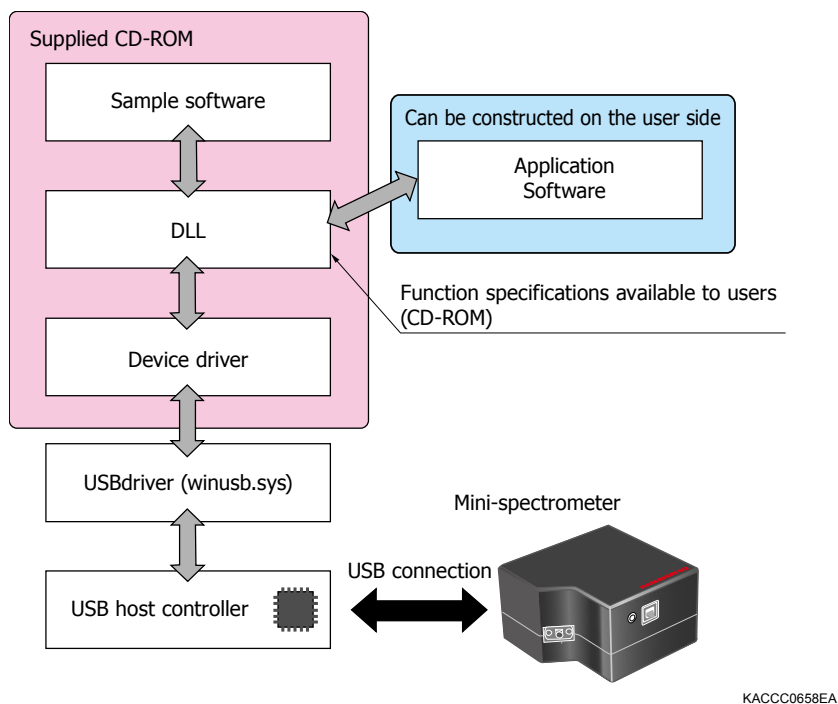 Supplied CD-ROM
Sample software
Can be constructed on the user side
Application
Software
DLL
Function specifications available to users
(CD-ROM)
Device driver
USBdriver (winusb.sys)
Mini-spectrometer
USB connection
USB host controller
KACCC0658EA